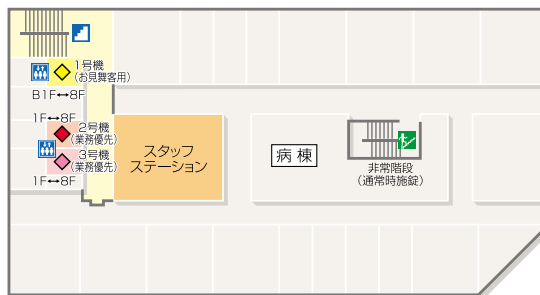 1号機
(お見舞客用)
B1F↔8F
1F↔8F
2号機
(業務優先)
3号機
(業務優先)
1F↔8F
スタッフ
ステーション
病棟
非常階段
(通常時施錠)